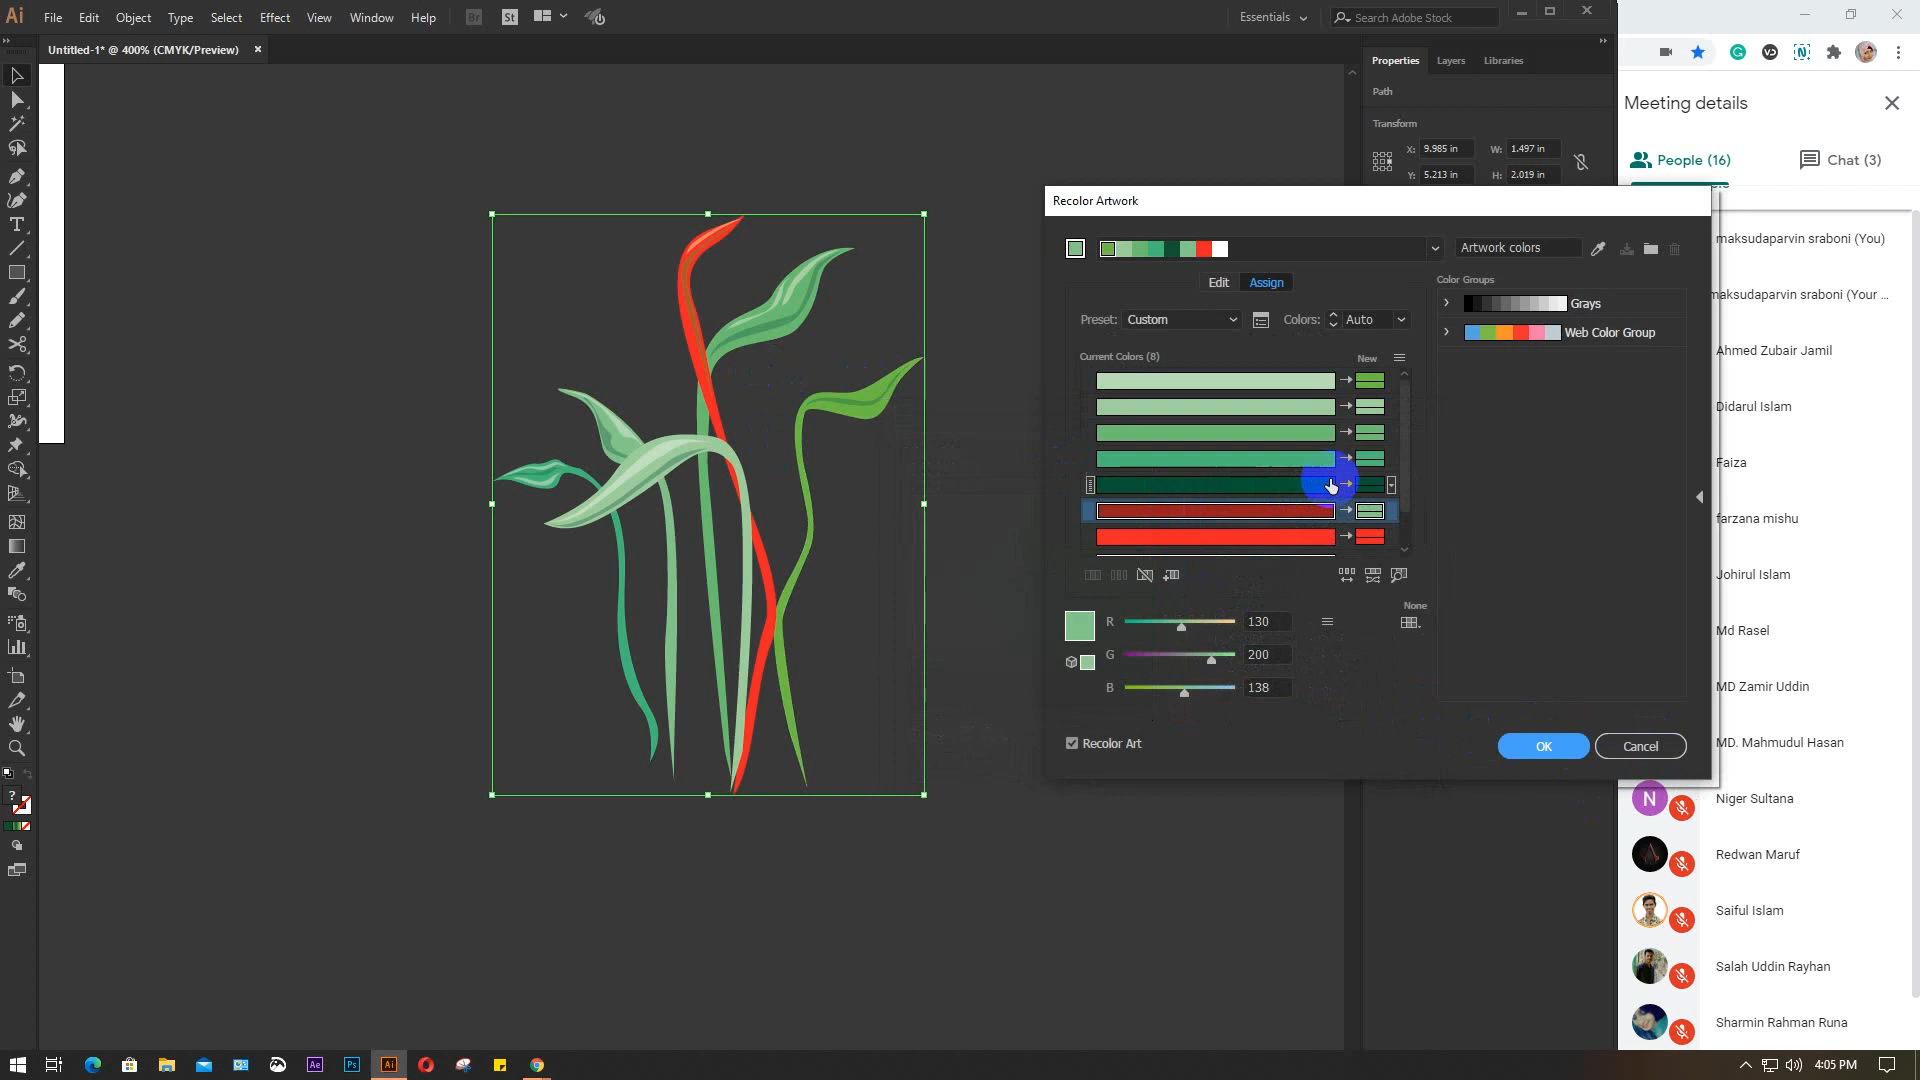 Ai File Edit Object Type Select Effect View Window Help Br St Essentials Search Adobe Stock
Untitled-1* @ 400% (CMYK/Preview) ×
Properties Layers Libraries
Path
Transform
X: 9.985 in W: 1.497 in
Y: 5.213 in H: 2.019 in
Recolor Artwork
Artwork colors
Edit Assign
Color Groups
Grays
Web Color Group
Preset: Custom Colors: Auto
Current Colors (8) New
None
R 130
G 200
B 138
Recolor Art
OK Cancel
Meeting details
People (16) Chat (3)
maksudaparvin sraboni (You)
maksudaparvin sraboni (Your ...
Ahmed Zubair Jamil
Didarul Islam
Faiza
farzana mishu
Johirul Islam
Md Rasel
MD Zamir Uddin
MD. Mahmudul Hasan
N Niger Sultana
Redwan Maruf
Saiful Islam
Salah Uddin Rayhan
Sharmin Rahman Runa
?
Ae Ps Ai
4:05 PM